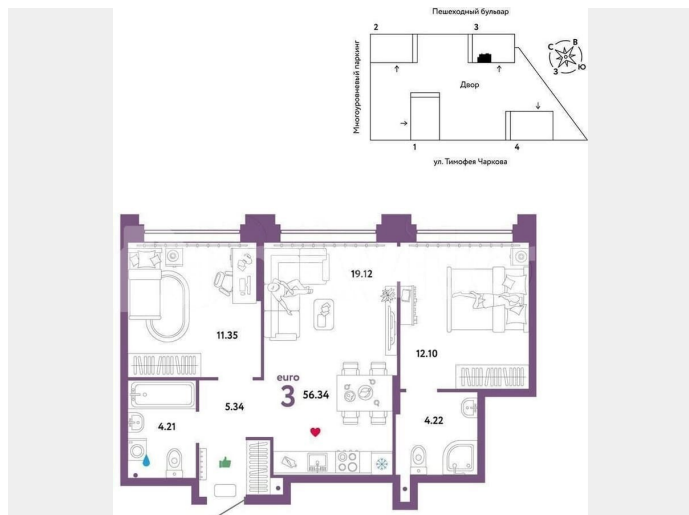 Пешеходный бульвар
2
3
Многоуровневый паркинг
С
В
З
Ю
Двор
1
4
ул. Тимофея Чаркова
19.12
11.35
12.10
euro
3
56.34
5.34
4.21
4.22